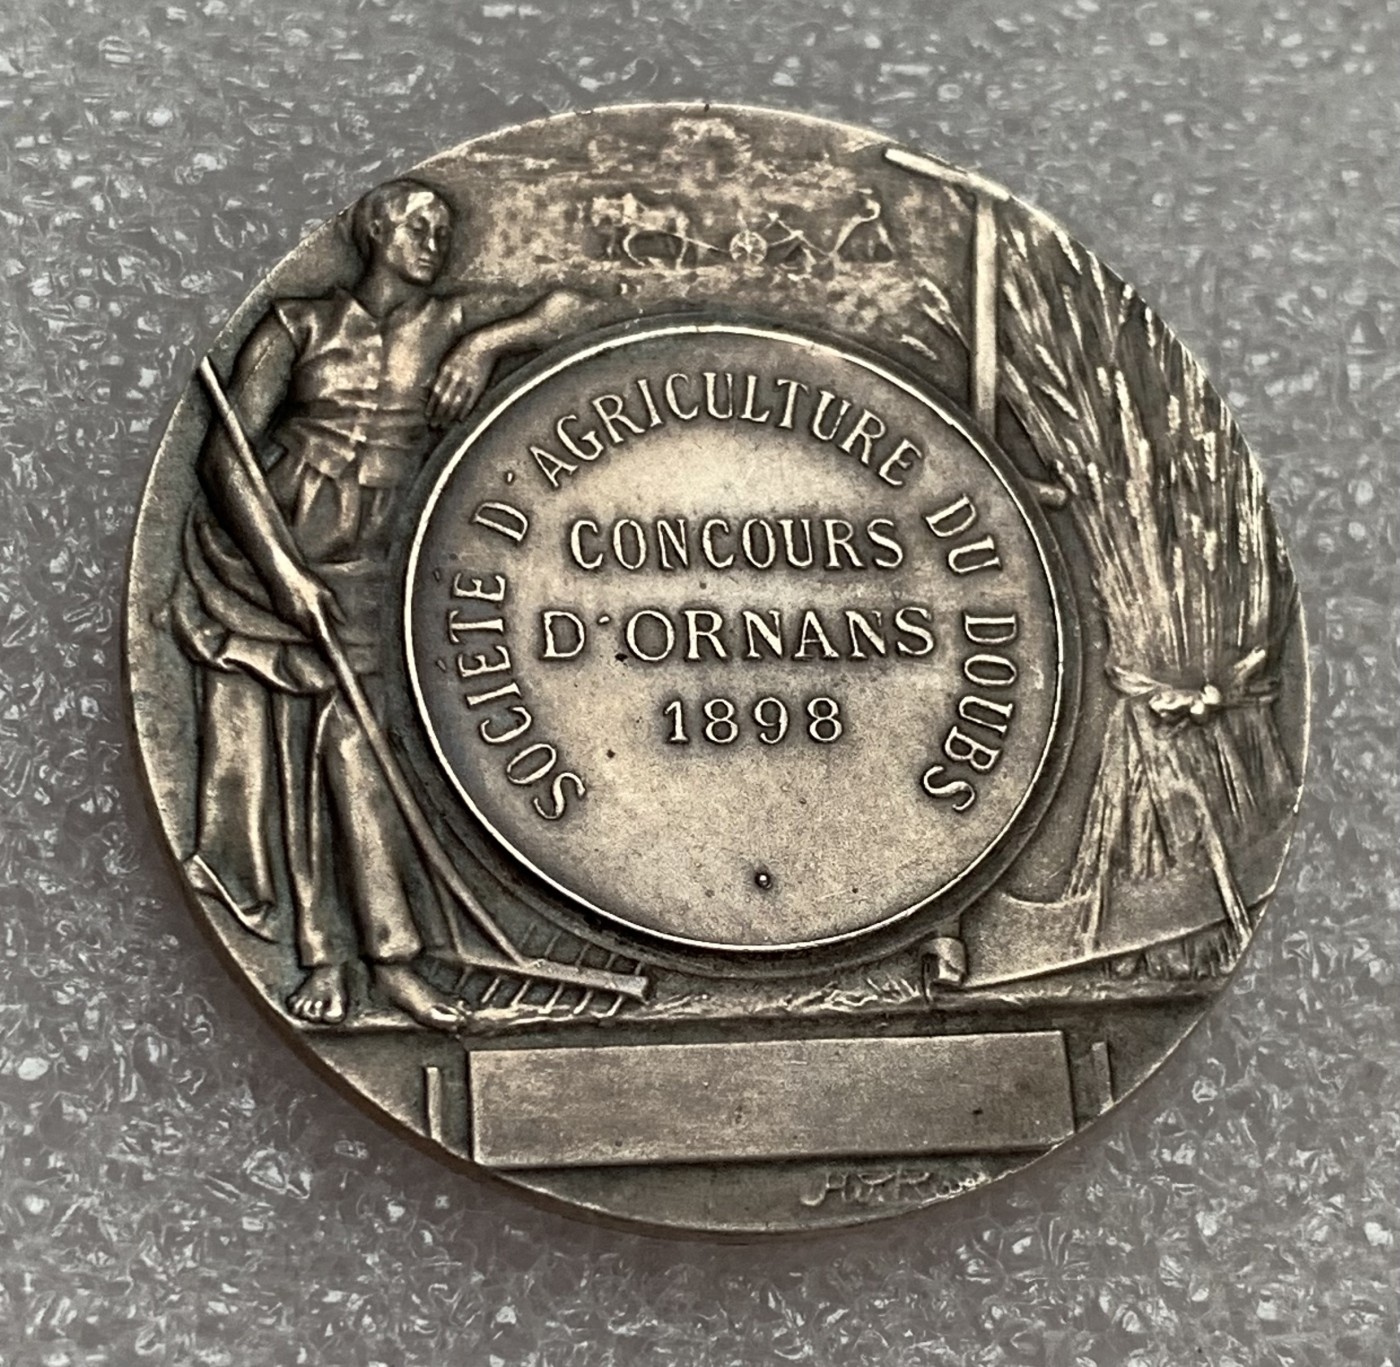 SOCIÉTÉ D'AGRICULTURE DU DOUBS
CONCOURS
D'ORNANS
1898